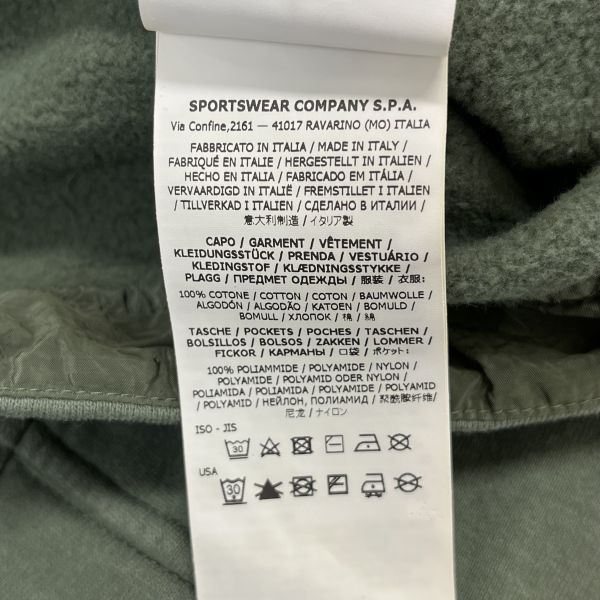 SPORTSWEAR COMPANY S.P.A.
Via Confine,2161 — 41017 RAVARINO (MO) ITALIA
FABBRICATO IN ITALIA / MADE IN ITALY /
FABRIQUÉ EN ITALIE / HERGESTELLT IN ITALIEN /
HECHO EN ITALIA / FABRICADO EM ITÁLIA /
VERVAARDIGD IN ITALIË / FREMSTILLET I ITALIEN
/ TILLVERKAD I ITALIEN / СДЕЛАНО В ИТАЛИИ /
意大利制造 / イタリア製
CAPO / GARMENT / VÊTEMENT /
KLEIDUNGSSTÜCK / PRENDA / VESTUÁRIO /
KLEDINGSTOF / KLÆDNINGSSTYKKE /
PLAGG / ПРЕДМЕТ ОДЕЖДЫ / 服装 / 衣服:
100% COTONE / COTTON / COTON / BAUMWOLLE /
ALGODÓN / ALGODÃO / KATOEN / BOMULD /
BOMULL / ХЛОПОК / 棉 / 綿
TASCHE / POCKETS / POCHES / TASCHEN /
BOLSILLOS / BOLSOS / ZAKKEN / LOMMER /
FICKOR / КАРМАНЫ / 口袋 / ポケット:
100% POLIAMMIDE / POLYAMIDE / NYLON /
POLYAMIDE / POLYAMID ODER NYLON /
POLIAMIDA / POLIAMIDA / POLYAMIDE / POLYAMID
/ POLYAMID / НЕЙЛОН, ПОЛИАМИД / 聚酰胺纤维/
尼龙 / ナイロン
ISO - JIS
30
USA
30